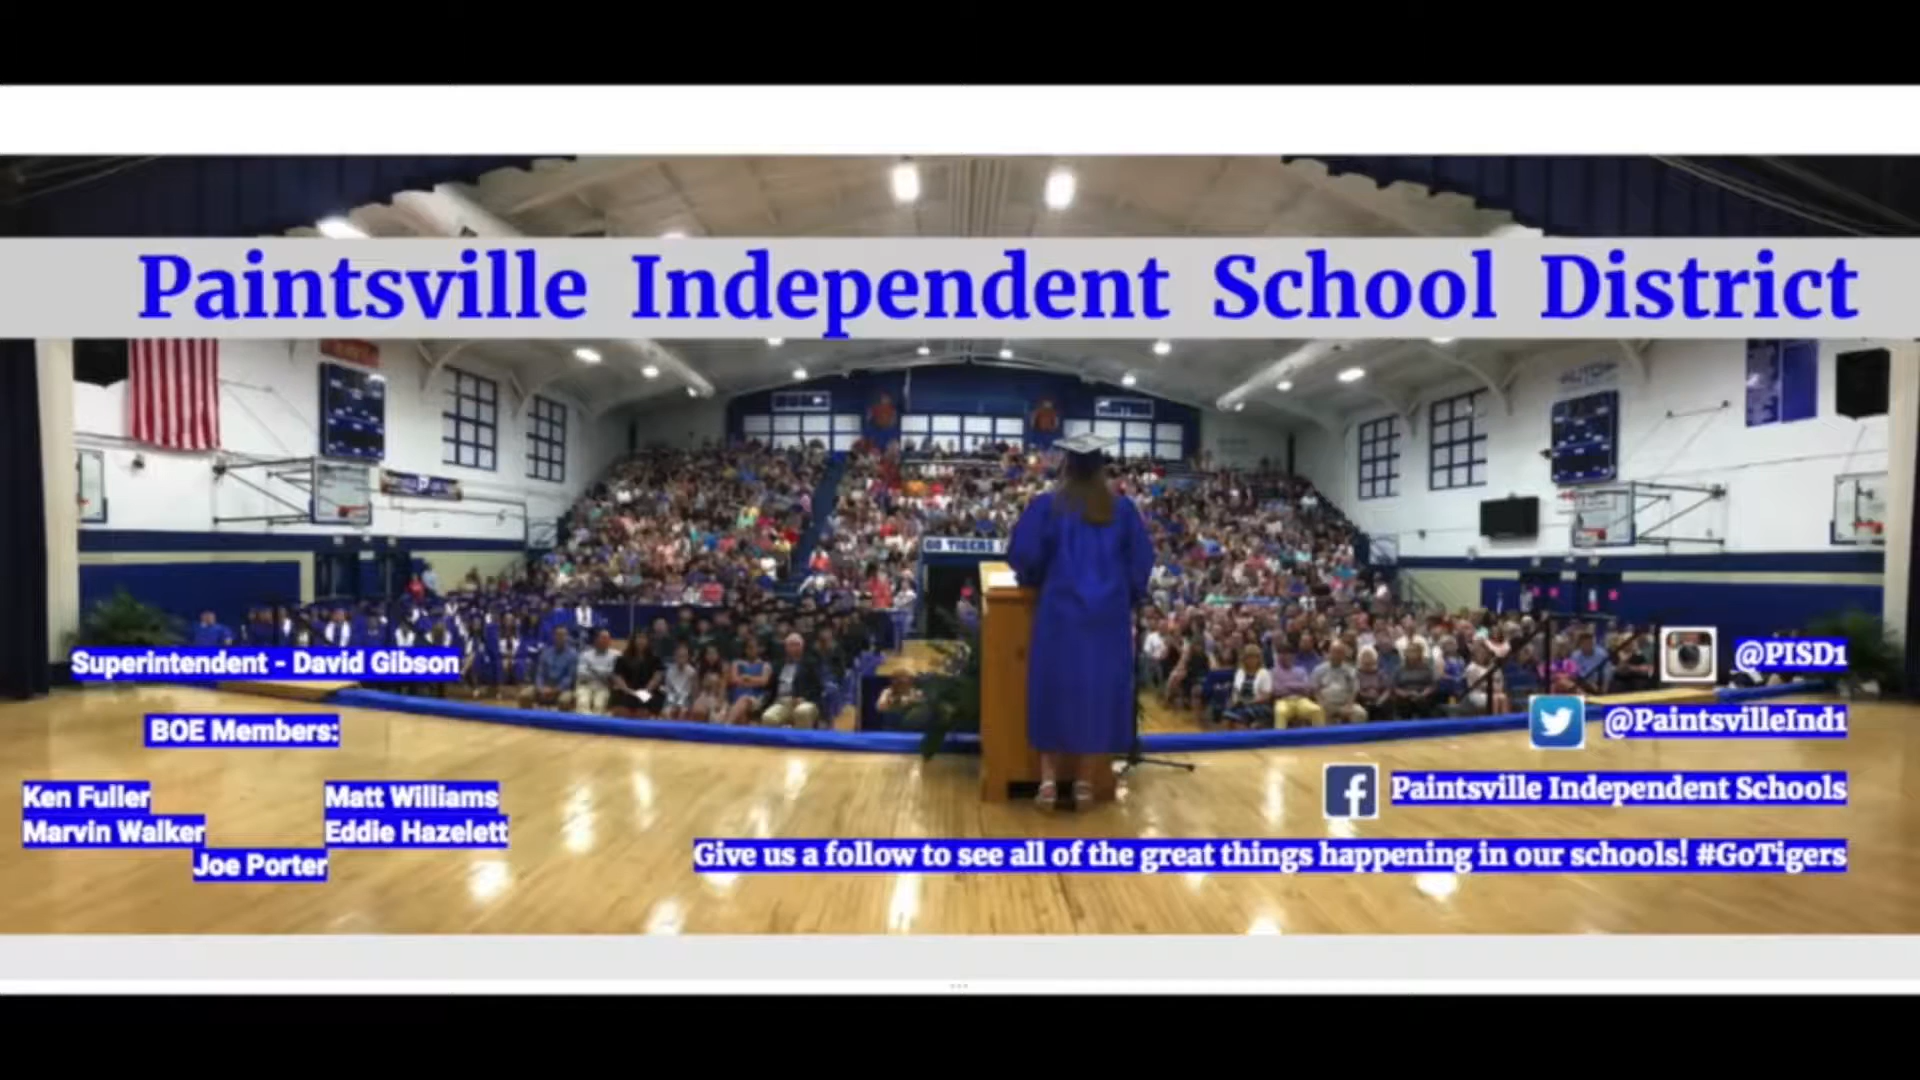 Paintsville Independent School District
GO TIGERS
Superintendent - David Gibson
BOE Members:
Ken Fuller Matt Williams
Marvin Walker Eddie Hazelett
Joe Porter
@PISD1
@PaintsvilleInd1
Paintsville Independent Schools
Give us a follow to see all of the great things happening in our schools! #GoTigers